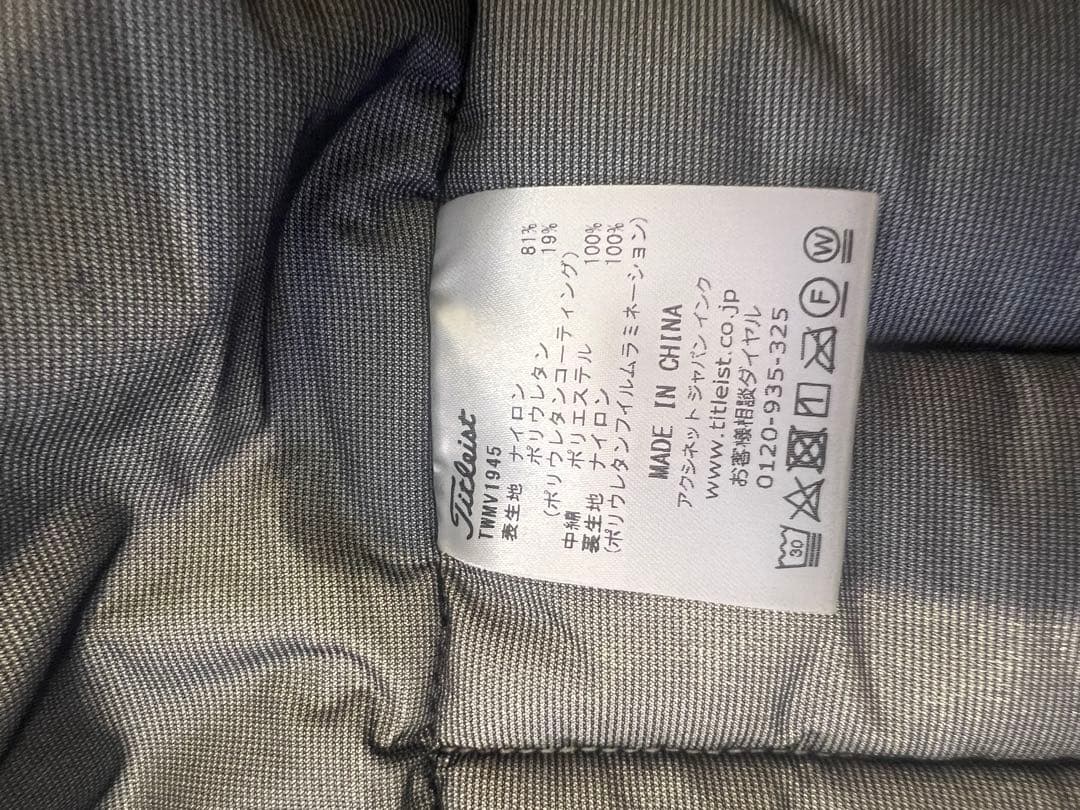 Titleist
TWMV1945
表生地 ナイロン 81%
ポリウレタン 19%
(ポリウレタンコーティング)
中綿 ポリエステル 100%
裏生地 ナイロン 100%
(ポリウレタンフィルムラミネーション)
MADE IN CHINA
アクシネットジャパンインク
www.titleist.co.jp
お客様相談ダイヤル
0120-935-325
30 F W